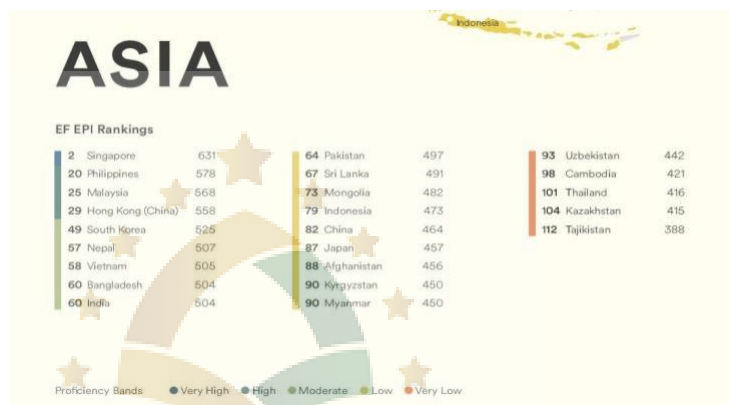 Indonesia
ASIA
EF EPI Rankings
2 Singapore 631
20 Philippines 578
25 Malaysia 568
29 Hong Kong (China) 558
49 South Korea 525
57 Nepal 507
58 Vietnam 505
60 Bangladesh 504
60 India 504
64 Pakistan 497
67 Sri Lanka 491
73 Mongolia 482
79 Indonesia 473
82 China 464
87 Japan 457
88 Afghanistan 456
90 Kyrgyzstan 450
90 Myanmar 450
93 Uzbekistan 442
98 Cambodia 421
101 Thailand 416
104 Kazakhstan 415
112 Tajikistan 388
Proficiency Bands Very High High Moderate Low Very Low